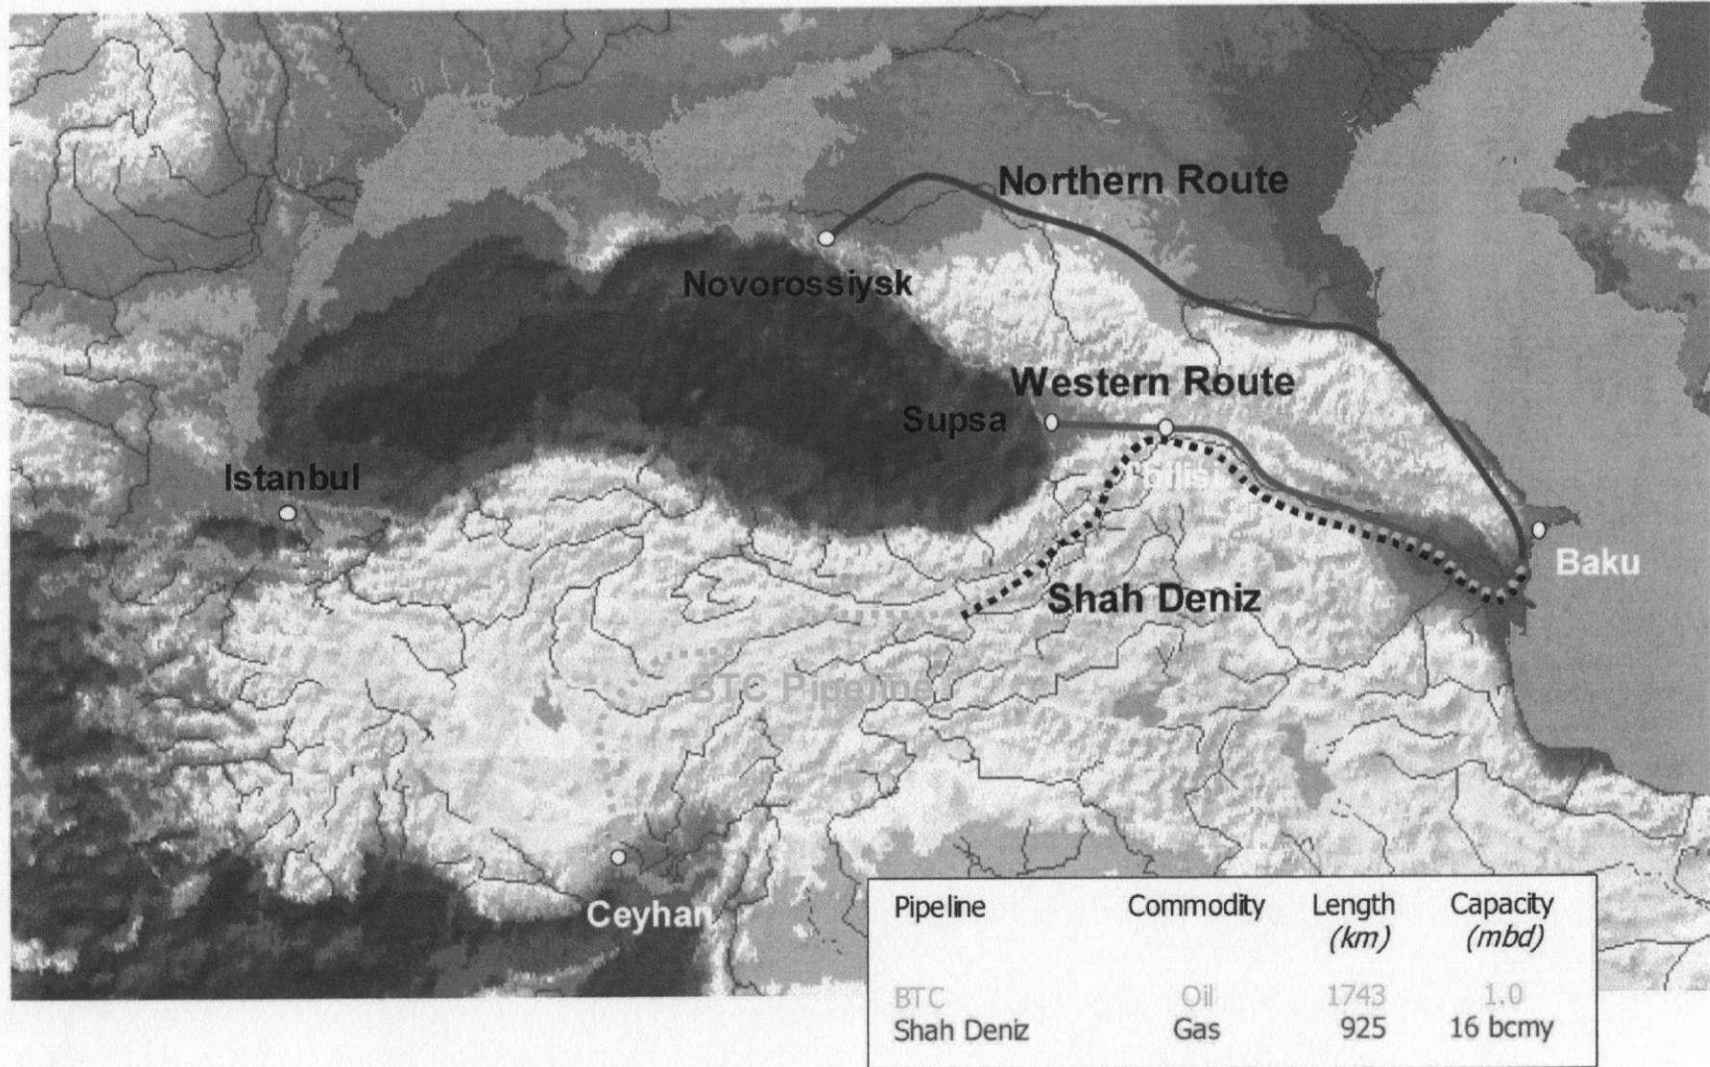 Northern Route
Novorossiysk
Western Route
Supsa
Tbilisi
Istanbul
Baku
Shah Deniz
BTC Pipeline
Ceyhan
Pipeline Commodity Length Capacity
(km) (mbd)
BTC Oil 1743 1.0
Shah Deniz Gas 925 16 bcmy